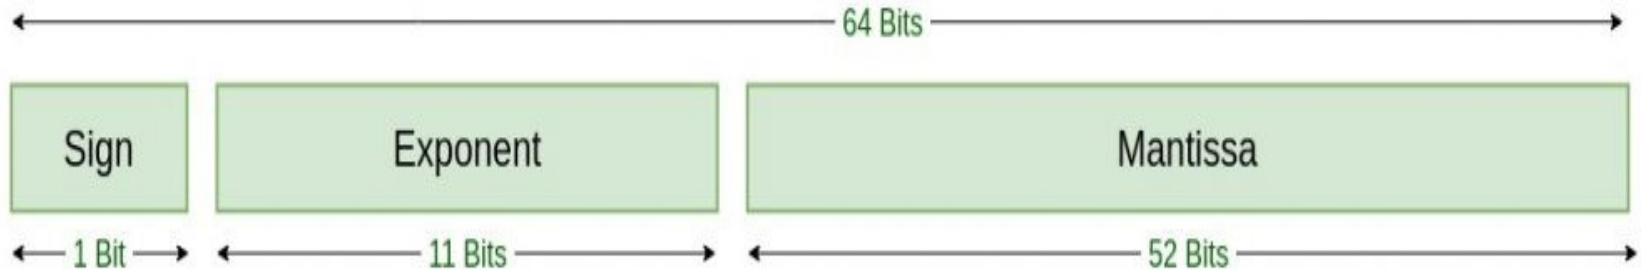 64 Bits
Sign Exponent Mantissa
1 Bit 11 Bits 52 Bits